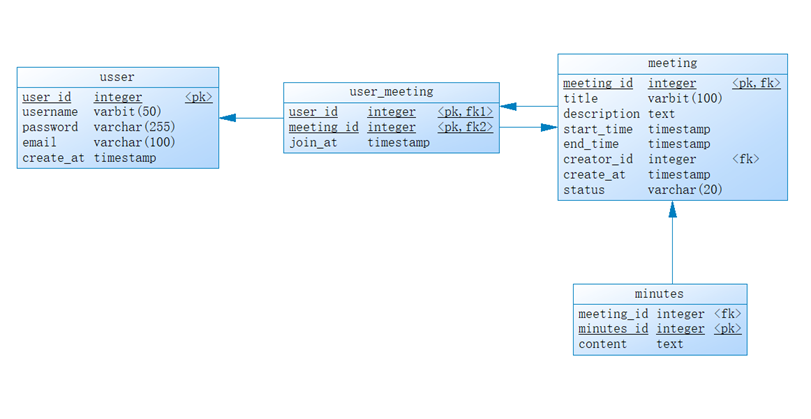 usser
user_id integer <pk>
username varbit(50)
password varchar(255)
email varchar(100)
create_at timestamp
user_meeting
user_id integer <pk,fk1>
meeting_id integer <pk,fk2>
join_at timestamp
meeting
meeting_id integer <pk,fk>
title varbit(100)
description text
start_time timestamp
end_time timestamp
creator_id integer <fk>
create_at timestamp
status varchar(20)
minutes
meeting_id integer <fk>
minutes_id integer <pk>
content text